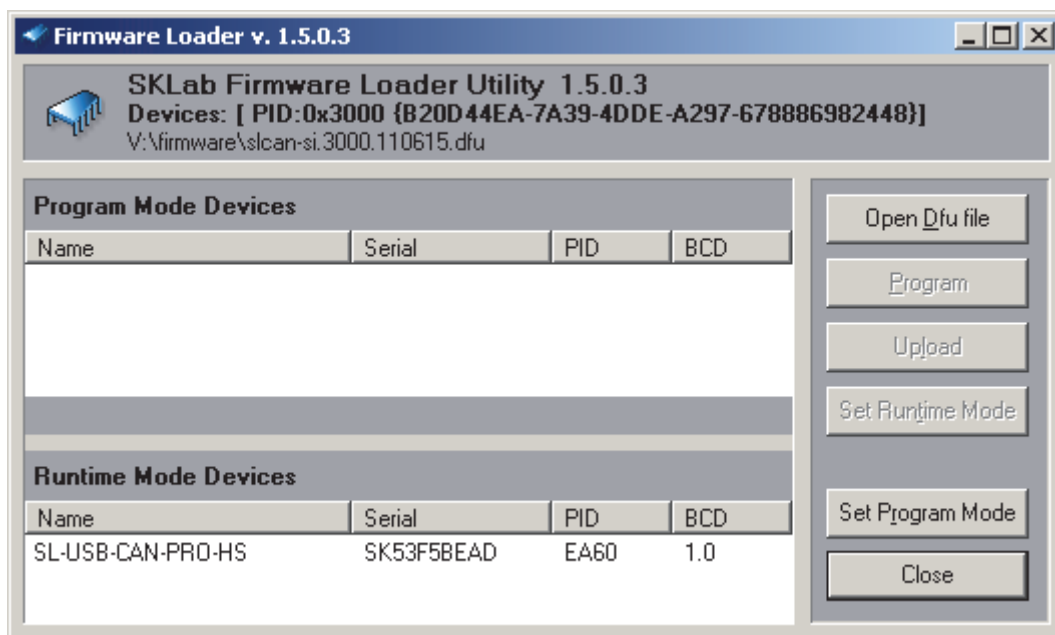 Firmware Loader v. 1.5.0.3
SKLab Firmware Loader Utility 1.5.0.3
Devices: [ PID:0x3000 {B20D44EA-7A39-4DDE-A297-678886982448}]
V:\firmware\slcan-si.3000.110615.dfu
Program Mode Devices
Name Serial PID BCD
Open Dfu file
Program
Upload
Set Runtime Mode
Runtime Mode Devices
Name Serial PID BCD
SL-USB-CAN-PRO-HS SK53F5BEAD EA60 1.0
Set Program Mode
Close